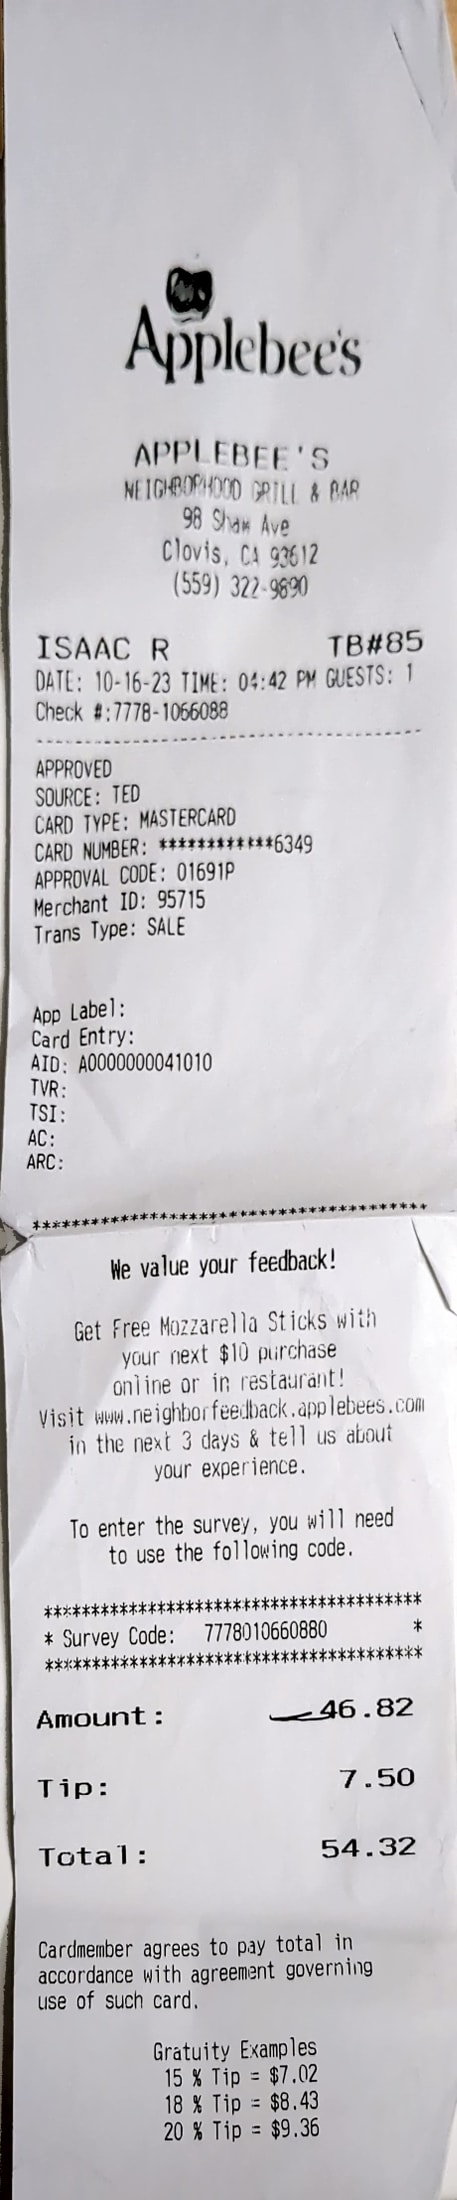 Applebee's
APPLEBEE'S
NEIGHBORHOOD GRILL & BAR
98 Shaw Ave
Clovis, CA 93612
(559) 322-9890
ISAAC R TB#85
DATE: 10-16-23 TIME: 04:42 PM GUESTS: 1
Check #:7778-1066088
----------------------------------------
APPROVED
SOURCE: TED
CARD TYPE: MASTERCARD
CARD NUMBER: ************6349
APPROVAL CODE: 01691P
Merchant ID: 95715
Trans Type: SALE
App Label:
Card Entry:
AID: A0000000041010
TVR:
TSI:
AC:
ARC:
****************************************
We value your feedback!
Get Free Mozzarella Sticks with
your next $10 purchase
online or in restaurant!
Visit www.neighborfeedback.applebees.com
in the next 3 days & tell us about
your experience.
To enter the survey, you will need
to use the following code.
****************************************
* Survey Code: 7778010660880 *
****************************************
Amount: 46.82
Tip: 7.50
Total: 54.32
Cardmember agrees to pay total in
accordance with agreement governing
use of such card.
Gratuity Examples
15 % Tip = $7.02
18 % Tip = $8.43
20 % Tip = $9.36